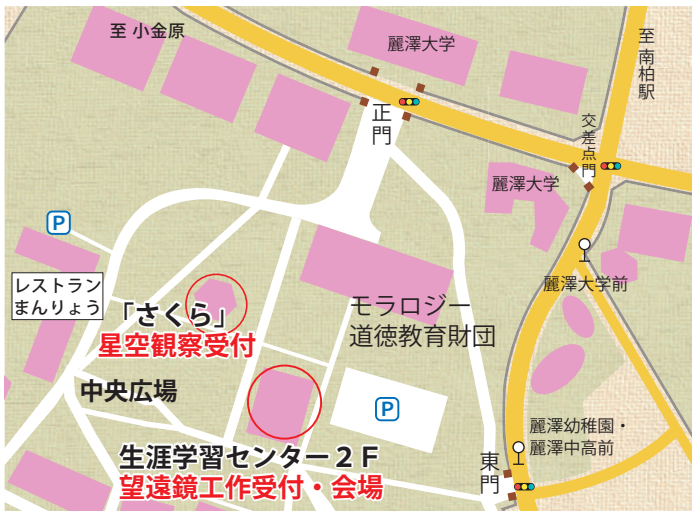 至 小金原
麗澤大学
至南柏駅
正門
交差点門
麗澤大学
P
麗澤大学前
レストラン
まんりょう
「さくら」
星空観察受付
モラロジー
道徳教育財団
中央広場
P
麗澤幼稚園・
麗澤中高前
生涯学習センター２F
望遠鏡工作受付・会場
東門